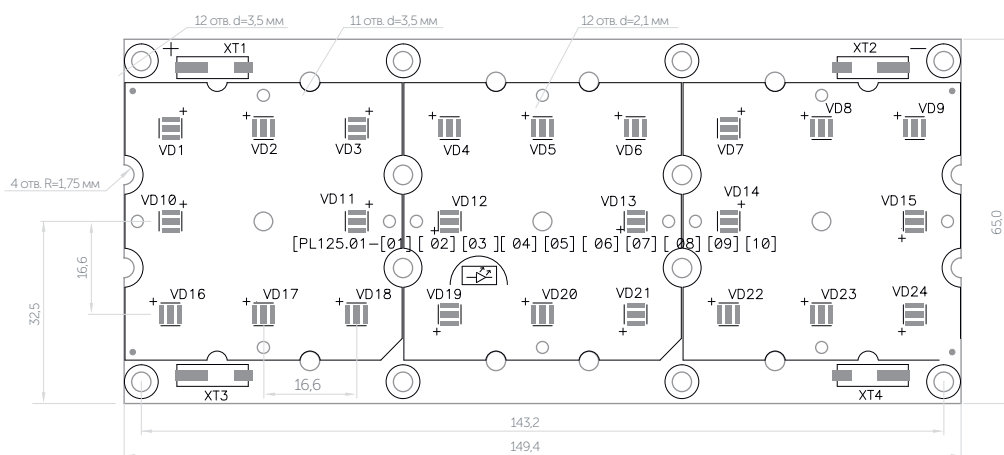 12 отв. d=3,5 мм
11 отв. d=3,5 мм
12 отв. d=2,1 мм
+ XT1
XT2 −
VD1
VD2
VD3
VD4
VD5
VD6
VD7
VD8
VD9
4 отв. R=1,75 мм
VD10
VD11
VD12
VD13
VD14
VD15
65,0
[PL125.01-[01] [ 02] [03 ][ 04] [05] [ 06] [07] [ 08] [09] [10]
16,6
32,5
VD16
VD17
VD18
VD19
VD20
VD21
VD22
VD23
VD24
16,6
XT3
XT4
143,2
149,4